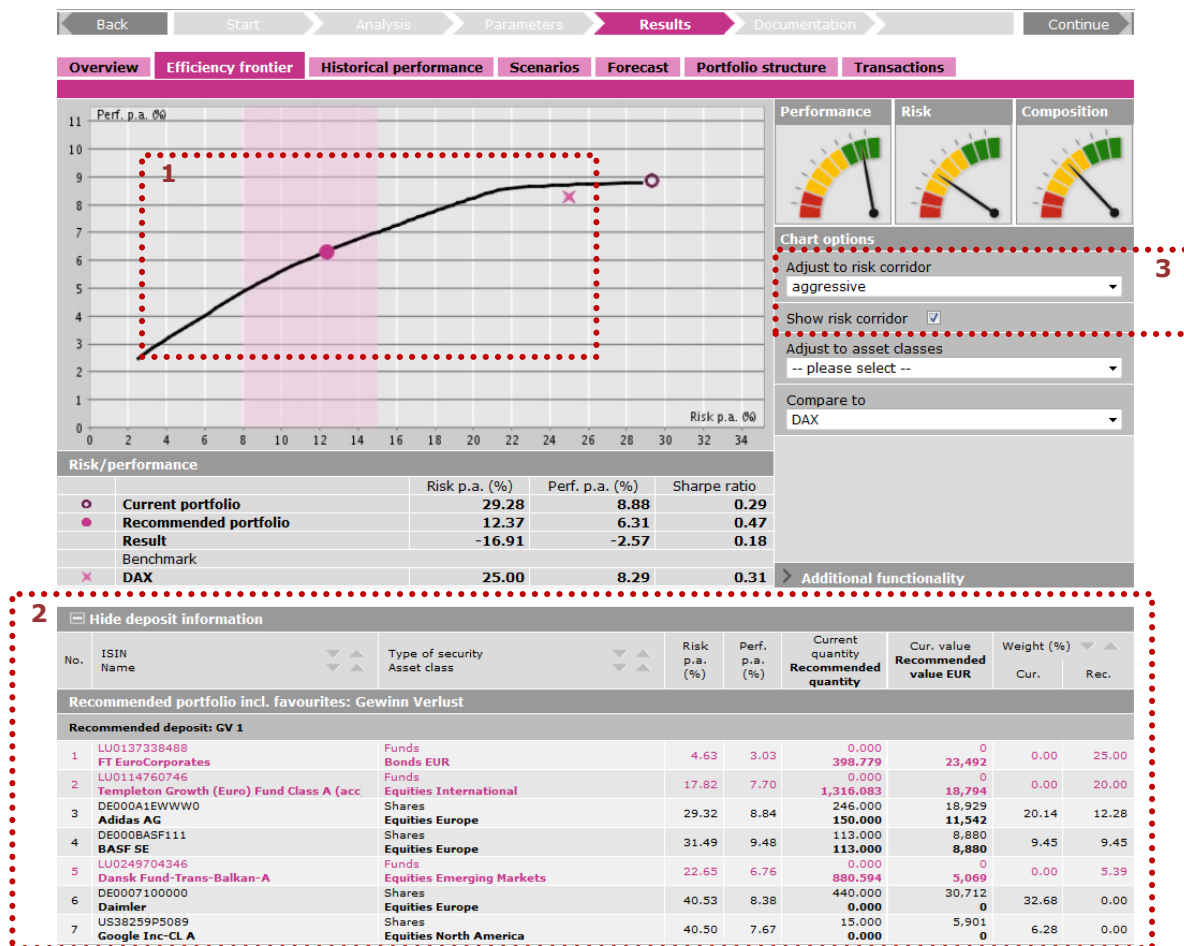 Back Start Analysis Parameters Results Documentation Continue
Overview Efficiency frontier Historical performance Scenarios Forecast Portfolio structure Transactions
Perf. p.a. (%)
11
10
9
8
7
6
5
4
3
2
1
0
0 2 4 6 8 10 12 14 16 18 20 22 24 26 28 30 32 34
Risk p.a. (%)
1
Performance Risk Composition
Chart options
Adjust to risk corridor
aggressive
3
Show risk corridor
Adjust to asset classes
-- please select --
Compare to
DAX
Additional functionality
Risk/performance
Risk p.a. (%) Perf. p.a. (%) Sharpe ratio
Current portfolio 29.28 8.88 0.29
Recommended portfolio 12.37 6.31 0.47
Result -16.91 -2.57 0.18
Benchmark
DAX 25.00 8.29 0.31
2
Hide deposit information
No. ISIN Name Type of security Asset class Risk p.a. (%) Perf. p.a. (%) Current quantity Recommended quantity Cur. value Recommended value EUR Weight (%) Cur. Rec.
Recommended portfolio incl. favourites: Gewinn Verlust
Recommended deposit: GV 1
1 LU0137338488 Funds 4.63 3.03 0.000 0 0.00 25.00
FT EuroCorporates Bonds EUR 398.779 23,492
2 LU0114760746 Funds 17.82 7.70 0.000 0 0.00 20.00
Templeton Growth (Euro) Fund Class A (acc Equities International 1,316.083 18,794
3 DE000A1EWWW0 Shares 29.32 8.84 246.000 18,929 20.14 12.28
Adidas AG Equities Europe 150.000 11,542
4 DE000BASF111 Shares 31.49 9.48 113.000 8,880 9.45 9.45
BASF SE Equities Europe 113.000 8,880
5 LU0249704346 Funds 22.65 6.76 0.000 0 0.00 5.39
Dansk Fund-Trans-Balkan-A Equities Emerging Markets 880.594 5,069
6 DE0007100000 Shares 40.53 8.38 440.000 30,712 32.68 0.00
Daimler Equities Europe 0.000 0
7 US38259P5089 Shares 40.50 7.67 15.000 5,901 6.28 0.00
Google Inc-CL A Equities North America 0.000 0